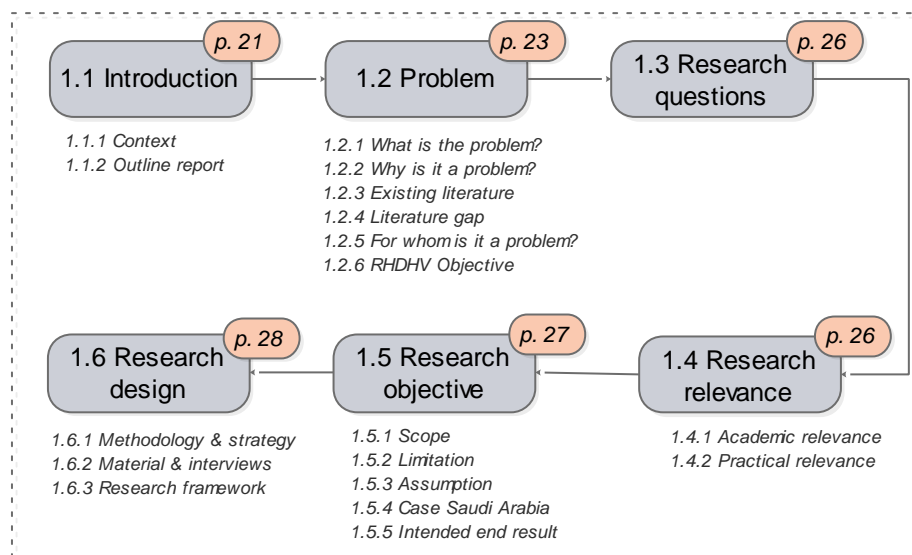 p. 21
1.1 Introduction
1.1.1 Context
1.1.2 Outline report
p. 23
1.2 Problem
1.2.1 What is the problem?
1.2.2 Why is it a problem?
1.2.3 Existing literature
1.2.4 Literature gap
1.2.5 For whom is it a problem?
1.2.6 RHDHV Objective
p. 26
1.3 Research
questions
p. 26
1.4 Research
relevance
1.4.1 Academic relevance
1.4.2 Practical relevance
p. 27
1.5 Research
objective
1.5.1 Scope
1.5.2 Limitation
1.5.3 Assumption
1.5.4 Case Saudi Arabia
1.5.5 Intended end result
p. 28
1.6 Research
design
1.6.1 Methodology & strategy
1.6.2 Material & interviews
1.6.3 Research framework